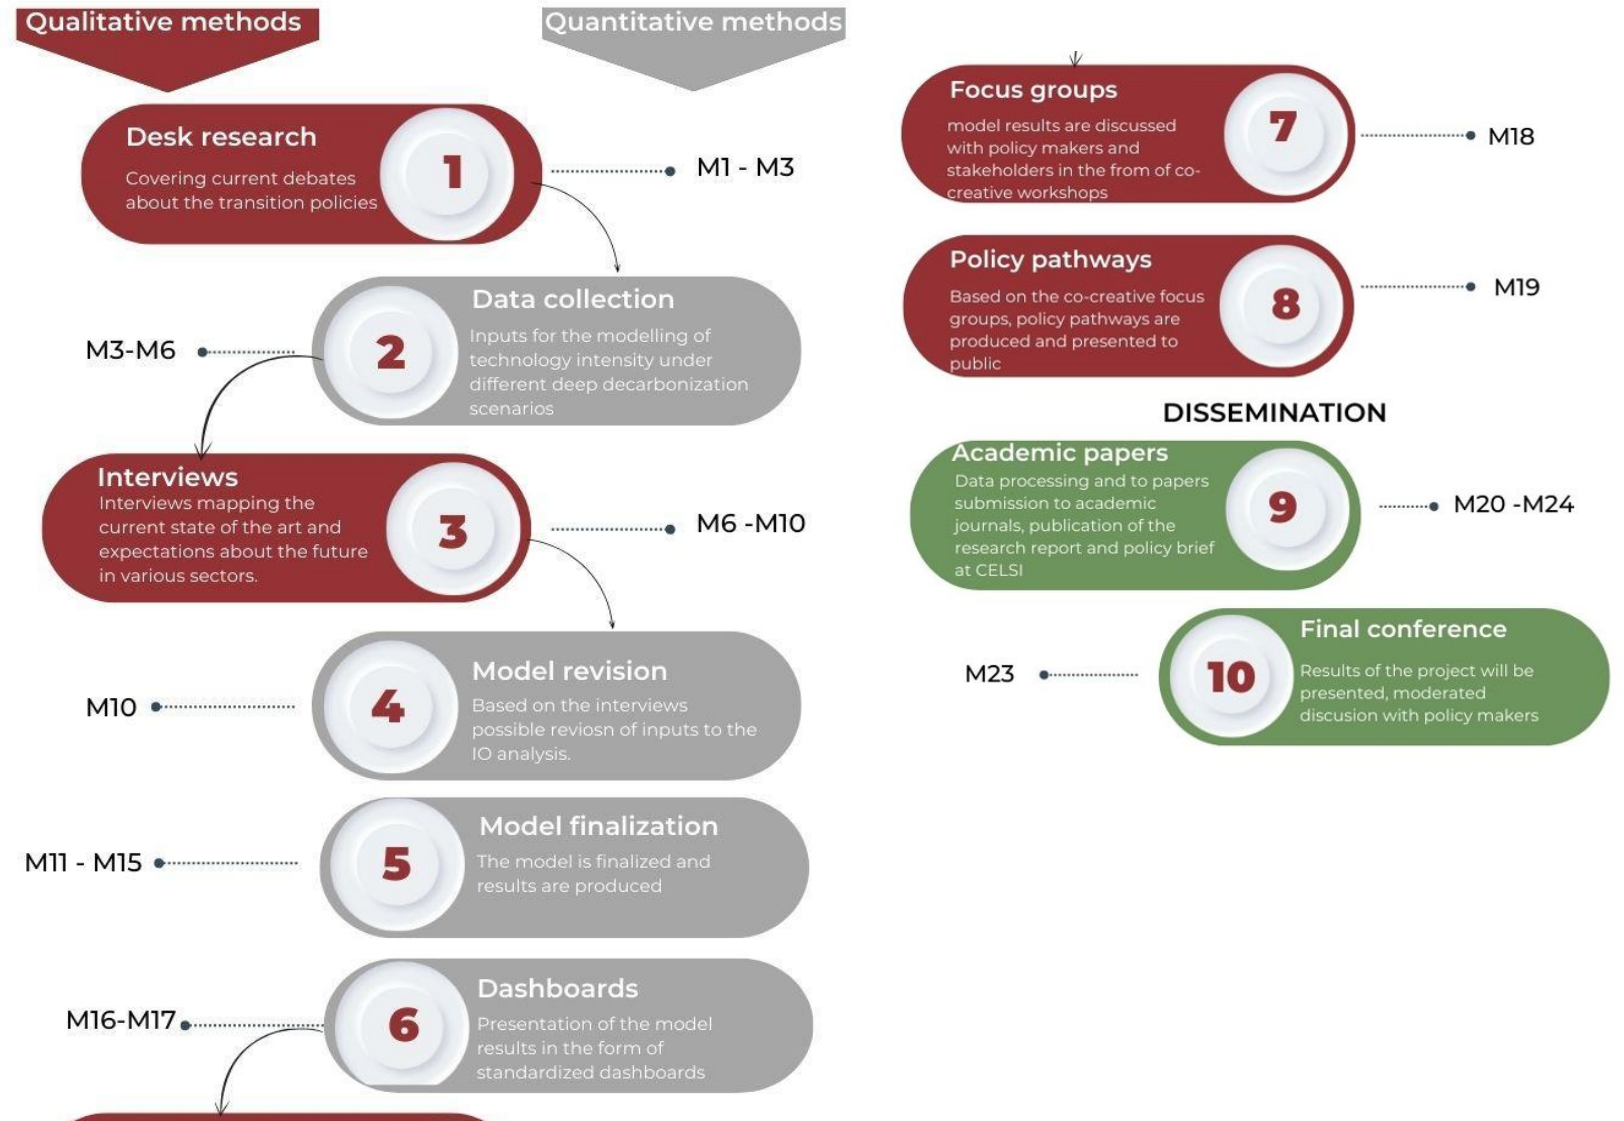 Qualitative methods
Quantitative methods
Desk research
Covering current debates
about the transition policies
1
M1 - M3
Data collection
Inputs for the modelling of
technology intensity under
different deep decarbonization
scenarios
2
M3-M6
Interviews
Interviews mapping the
current state of the art and
expectations about the future
in various sectors.
3
M6 -M10
Model revision
Based on the interviews
possible reviosn of inputs to the
IO analysis.
4
M10
Model finalization
The model is finalized and
results are produced
5
M11 - M15
Dashboards
Presentation of the model
results in the form of
standardized dashboards
6
M16-M17
Focus groups
model results are discussed
with policy makers and
stakeholders in the from of co-
creative workshops
7
M18
Policy pathways
Based on the co-creative focus
groups, policy pathways are
produced and presented to
public
8
M19
DISSEMINATION
Academic papers
Data processing and to papers
submission to academic
journals, publication of the
research report and policy brief
at CELSI
9
M20 -M24
Final conference
Results of the project will be
presented, moderated
discusion with policy makers
10
M23